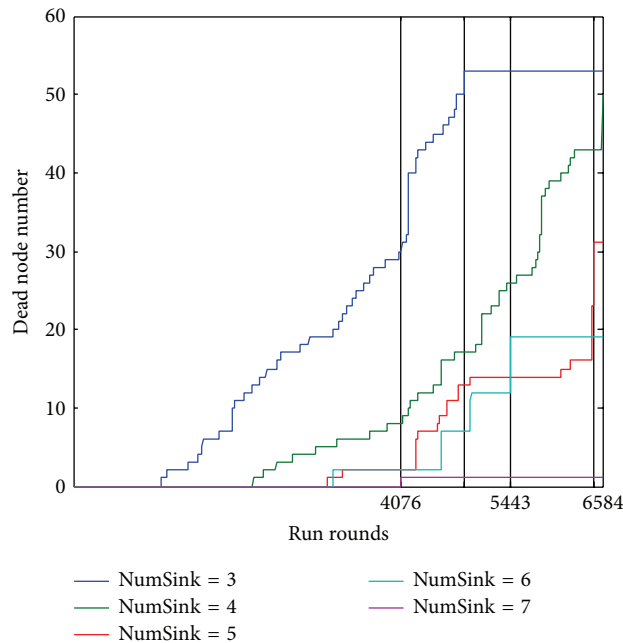 60
50
40
30
20
10
0
Dead node number
4076
5443
6584
Run rounds
NumSink = 3
NumSink = 4
NumSink = 5
NumSink = 6
NumSink = 7